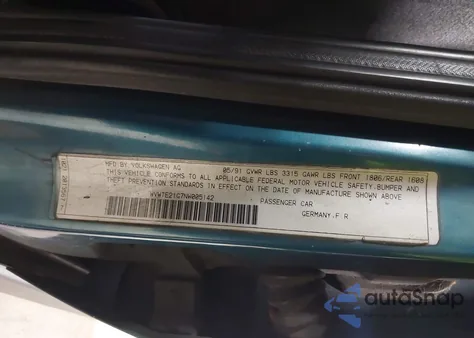 MFD BY VOLKSWAGEN AG 05/91 GVWR LBS 3315 GAWR LBS FRONT 1806/REAR 1608
THIS VEHICLE CONFORMS TO ALL APPLICABLE FEDERAL MOTOR VEHICLE SAFETY, BUMPER AND
THEFT PREVENTION STANDARDS IN EFFECT ON THE DATE OF MANUFACTURE SHOWN ABOVE
PASSENGER CAR
GERMANY.F R
autoSnap